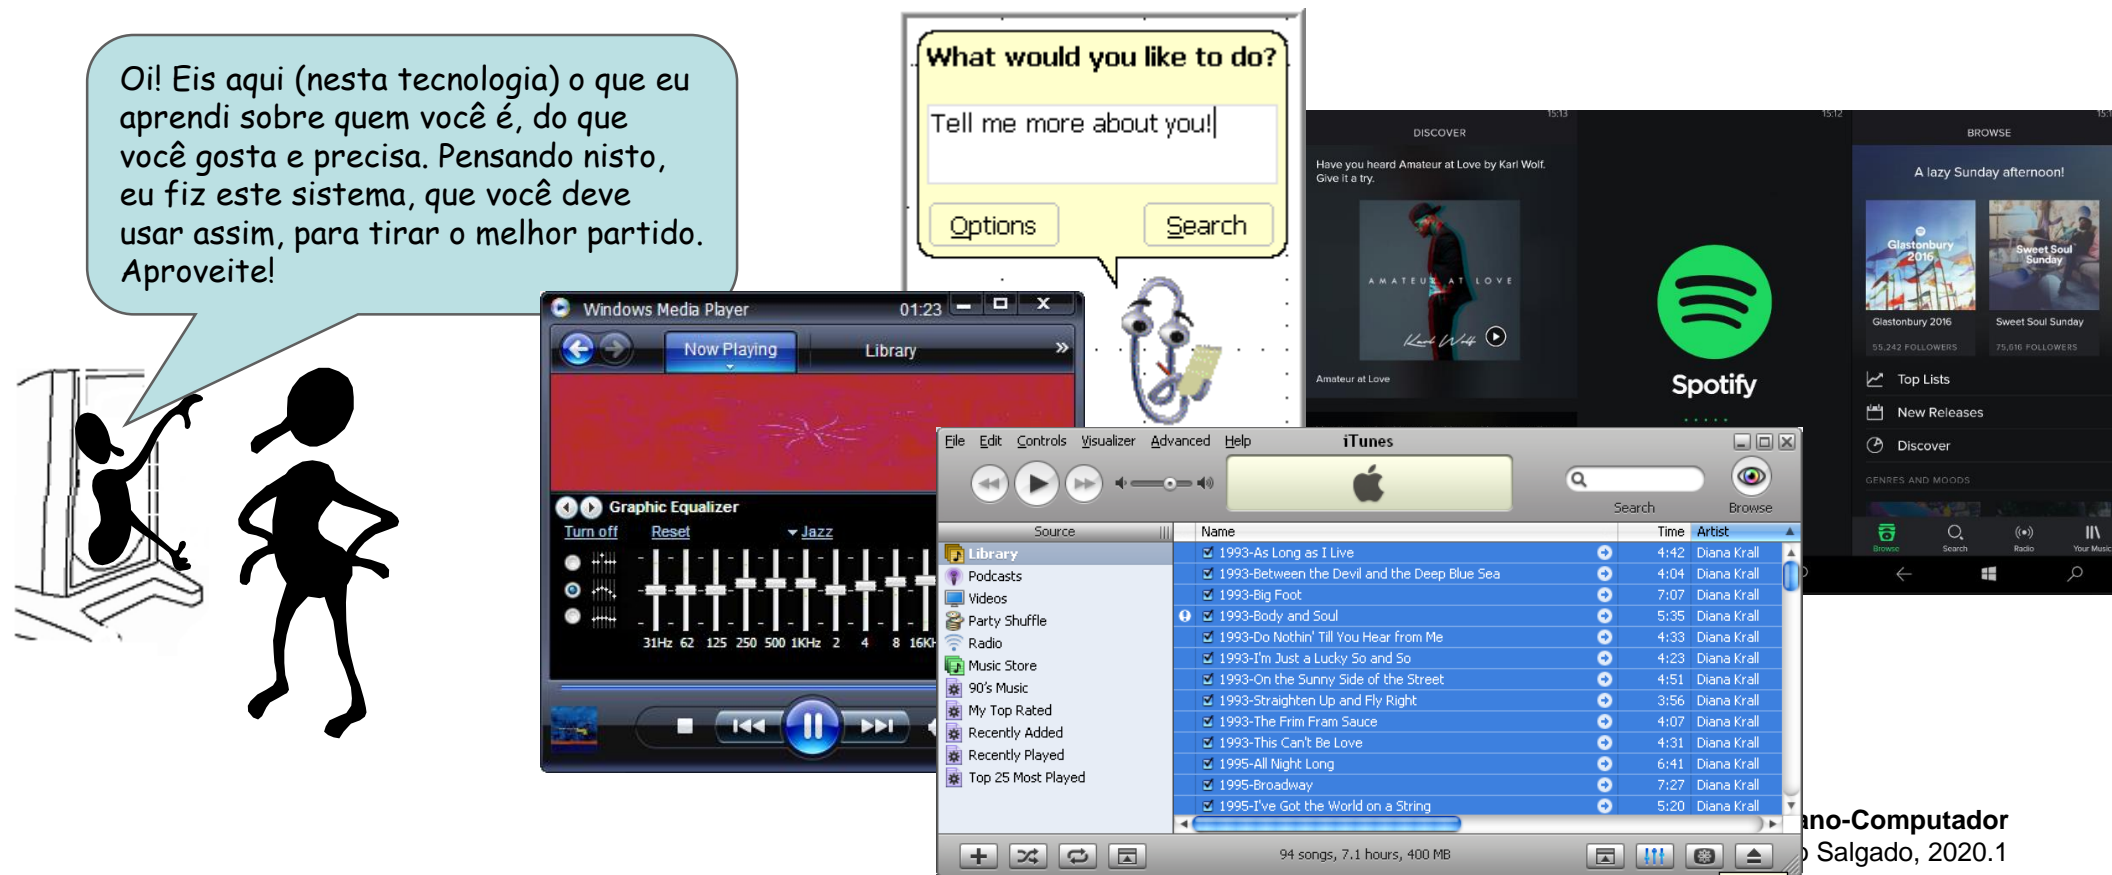 Oi! Eis aqui (nesta tecnologia) o que eu
aprendi sobre quem você é, do que
você gosta e precisa. Pensando nisto,
eu fiz este sistema, que você deve
usar assim, para tirar o melhor partido.
Aproveite!
What would you like to do?
Tell me more about you!
Options Search
Windows Media Player 01:23
Now Playing Library
Graphic Equalizer
Turn off Reset Jazz
31Hz 62 125 250 500 1KHz 2 4 8
15:13
DISCOVER
Have you heard Amateur at Love by Karl Wolf.
Give it a try.
AMATEUR AT LOVE
Karl Wolf
Amateur at Love
15:12
Spotify
BROWSE
A lazy Sunday afternoon!
Glastonbury
2016
Sweet Soul
Sunday
Glastonbury 2016 Sweet Soul Sunday
55,242 FOLLOWERS 75,616 FOLLOWERS
Top Lists
New Releases
Discover
GENRES AND MOODS
Browse Search Radio Your Music
File Edit Controls Visualizer Advanced Help iTunes
Search Browse
Source
Library
Podcasts
Videos
Party Shuffle
Radio
Music Store
90's Music
My Top Rated
Recently Added
Recently Played
Top 25 Most Played
Name Time Artist
1993-As Long as I Live 4:42 Diana Krall
1993-Between the Devil and the Deep Blue Sea 4:04 Diana Krall
1993-Big Foot 7:07 Diana Krall
1993-Body and Soul 5:35 Diana Krall
1993-Do Nothin' Till You Hear from Me 4:33 Diana Krall
1993-I'm Just a Lucky So and So 4:23 Diana Krall
1993-On the Sunny Side of the Street 4:51 Diana Krall
1993-Straighten Up and Fly Right 3:56 Diana Krall
1993-The Frim Fram Sauce 4:07 Diana Krall
1993-This Can't Be Love 4:31 Diana Krall
1995-All Night Long 6:41 Diana Krall
1995-Broadway 7:27 Diana Krall
1995-I've Got the World on a String 5:20 Diana Krall
94 songs, 7.1 hours, 400 MB
ano-Computador
Salgado, 2020.1